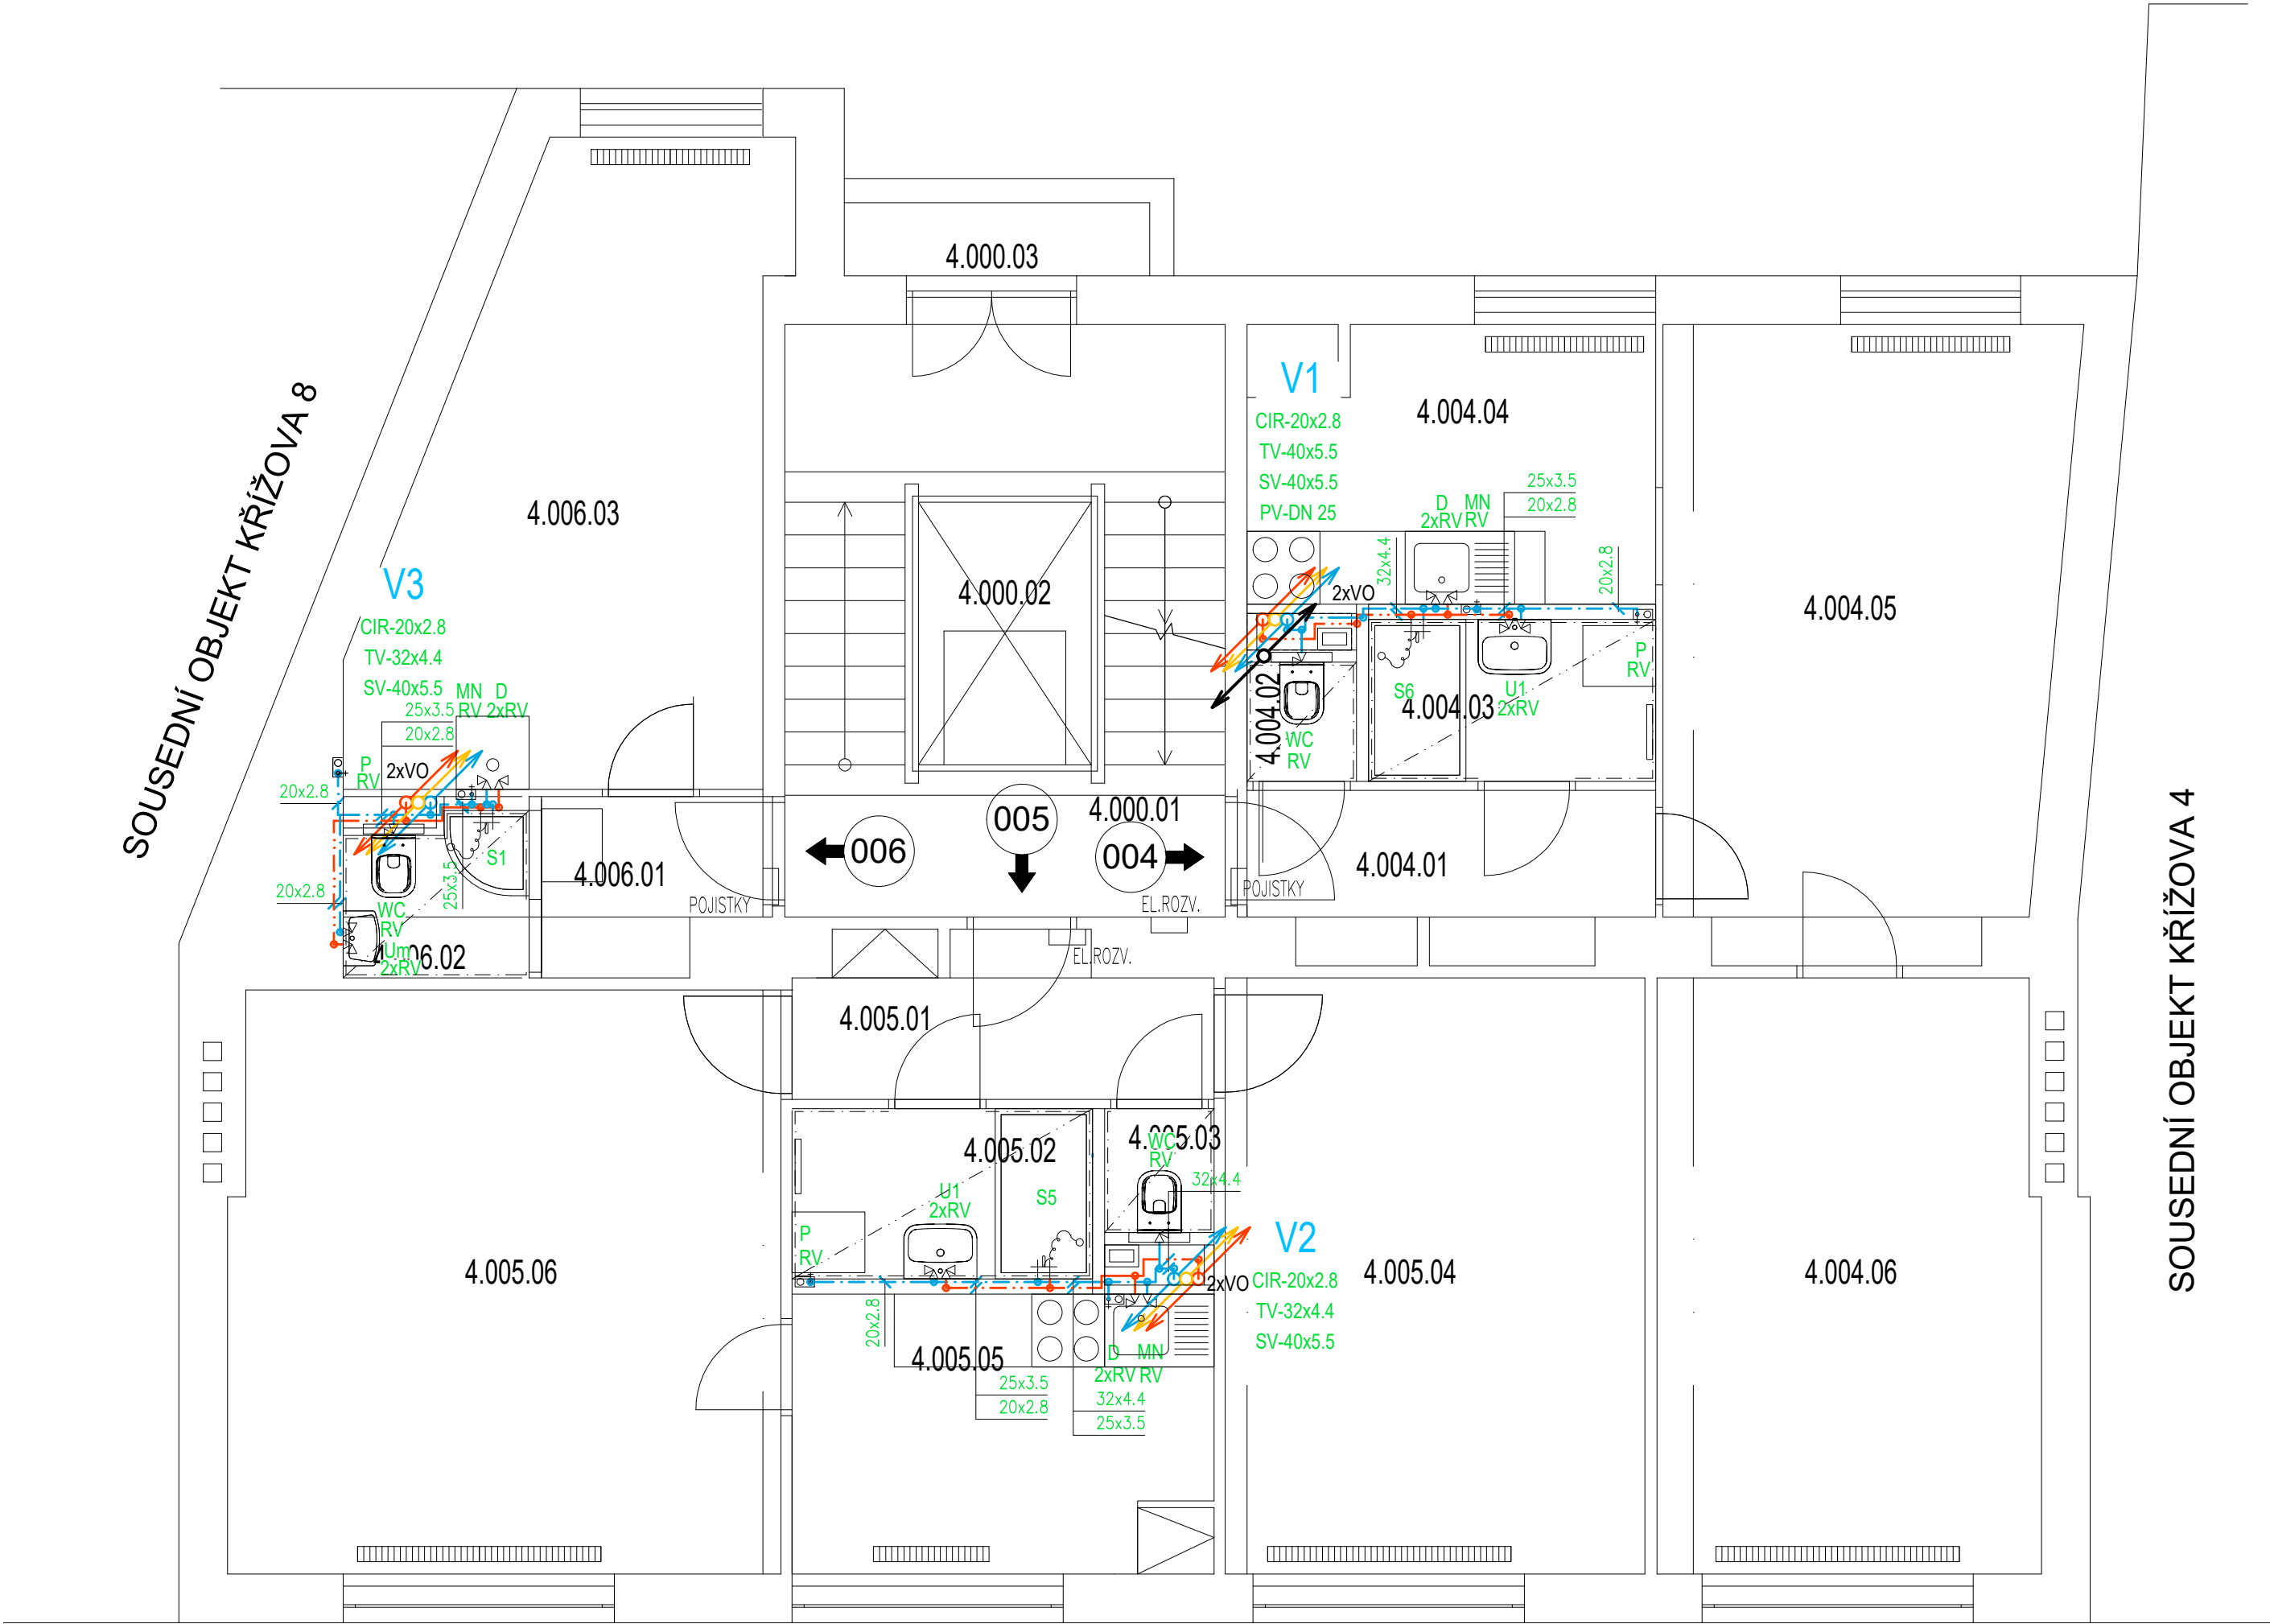 4.000.03
V1
CIR-20x2.8
TV-40x5.5
SV-40x5.5
PV-DN 25
4.004.04
25x3.5
20x2.8
D MN
2xRV RV
32x4.4
20x2.8
2xVO
4.006.03
4.000.02
4.004.05
SOUSEDNÍ OBJEKT KŘÍŽOVA 8
V3
CIR-20x2.8
TV-32x4.4
SV-40x5.5
MN D
RV 2xRV
25x3.5
20x2.8
P
RV
2xVO
20x2.8
20x2.8
25x3.5
S1
WC
RV
Um
2xRV
4.006.02
4.006.01
POJISTKY
006
005
004
4.000.01
EL.ROZV.
EL.ROZV.
POJISTKY
4.004.02
WC
RV
S6
4.004.03
U1
2xRV
P
RV
4.004.01
SOUSEDNÍ OBJEKT KŘÍŽOVA 4
4.005.01
4.005.02
4.005.03
WC
RV
32x4.4
U1
2xRV
S5
P
RV
V2
2xVO
CIR-20x2.8
TV-32x4.4
SV-40x5.5
4.005.06
4.005.04
4.004.06
20x2.8
4.005.05
D MN
2xRV RV
25x3.5
20x2.8
32x4.4
25x3.5